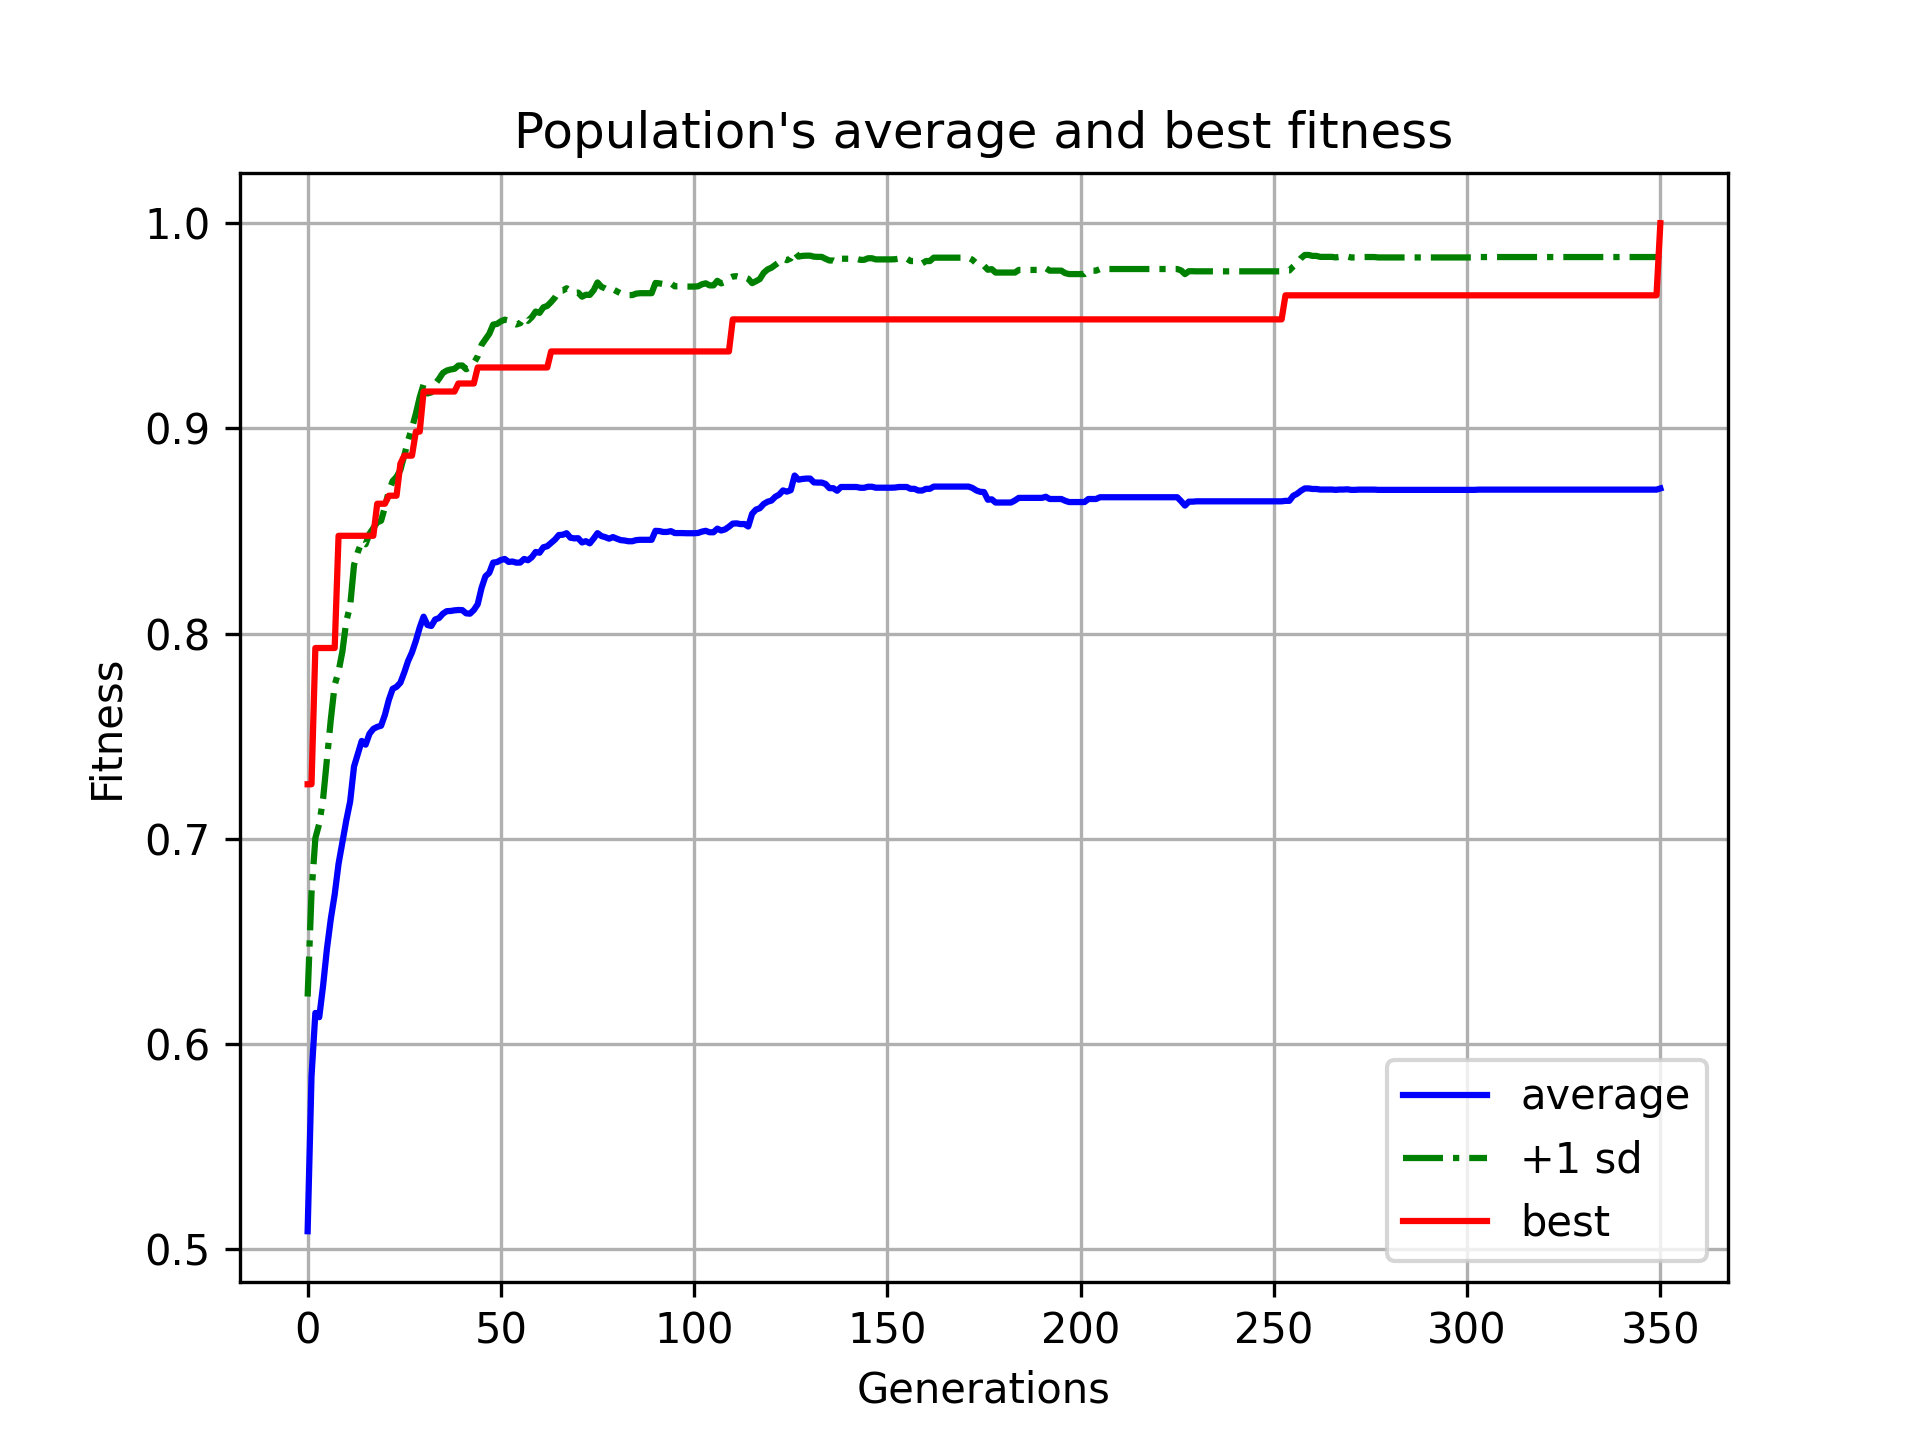 Population's average and best fitness
1.0
0.9
0.8
0.7
0.6
0.5
Fitness
0 50 100 150 200 250 300 350
Generations
average
+1 sd
best